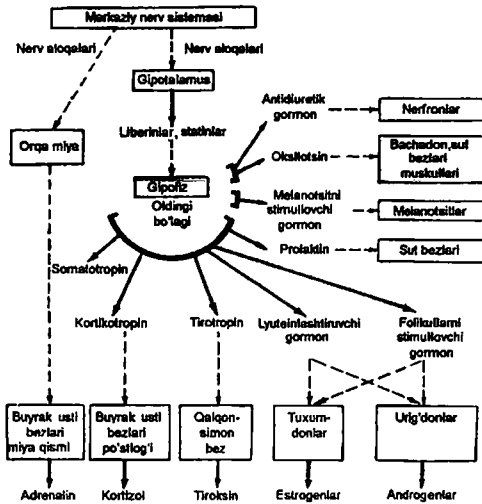 Markaziy nerv sistemasi
Nerv aloqalari
Nerv aloqalari
Gipotalamus
Antidiuretik
gormon
Nerfronlar
Liberinlar, statinlar
Orqa miya
Oksitotsin
Bachadon, sut
bezlari
muskullari
Gipofiz
Oldingi
bo'lagi
Melanotsitni
stimullovchi
gormon
Melanotsitlar
Prolaktin
Sut bezlari
Somatotropin
Kortikotropin
Tirotropin
Lyuteinlashtiruvchi
gormon
Folikullarni
stimullovchi
gormon
Buyrak usti
bezlari
miya qismi
Buyrak usti
bezlari
po'stlog'i
Qalqon-
simon
bez
Tuxum-
donlar
Urig'donlar
Adrenalin
Kortizol
Tiroksin
Estrogenlar
Androgenlar